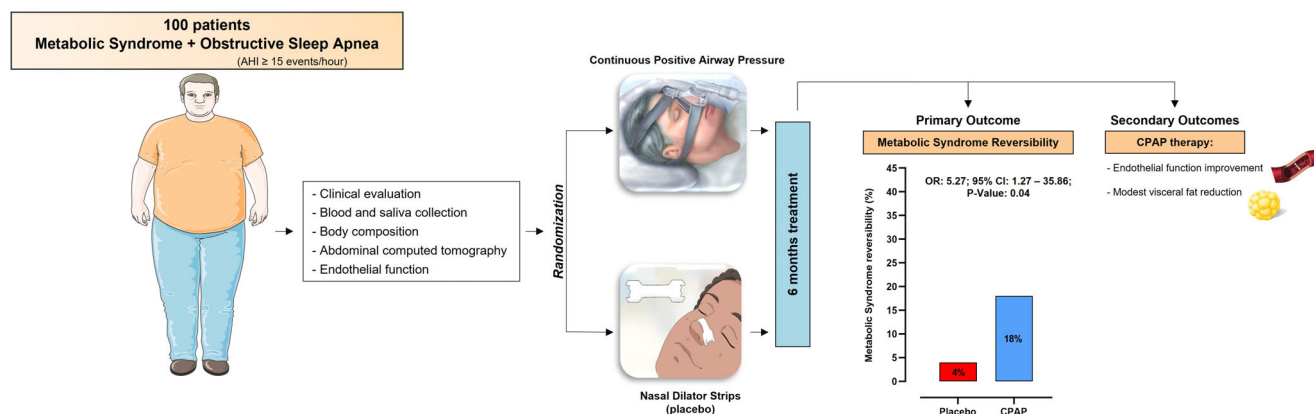 100 patients
Metabolic Syndrome + Obstructive Sleep Apnea
(AHI ≥ 15 events/hour)
- Clinical evaluation
- Blood and saliva collection
- Body composition
- Abdominal computed tomography
- Endothelial function
Randomization
Continuous Positive Airway Pressure
Nasal Dilator Strips
(placebo)
6 months treatment
Primary Outcome
Metabolic Syndrome Reversibility
Metabolic Syndrome reversibility (%)
45
40
35
30
25
20
15
10
5
0
OR: 5.27; 95% CI: 1.27 – 35.86;
P-Value: 0.04
4%
18%
Placebo
CPAP
Secondary Outcomes
CPAP therapy:
- Endothelial function improvement
- Modest visceral fat reduction